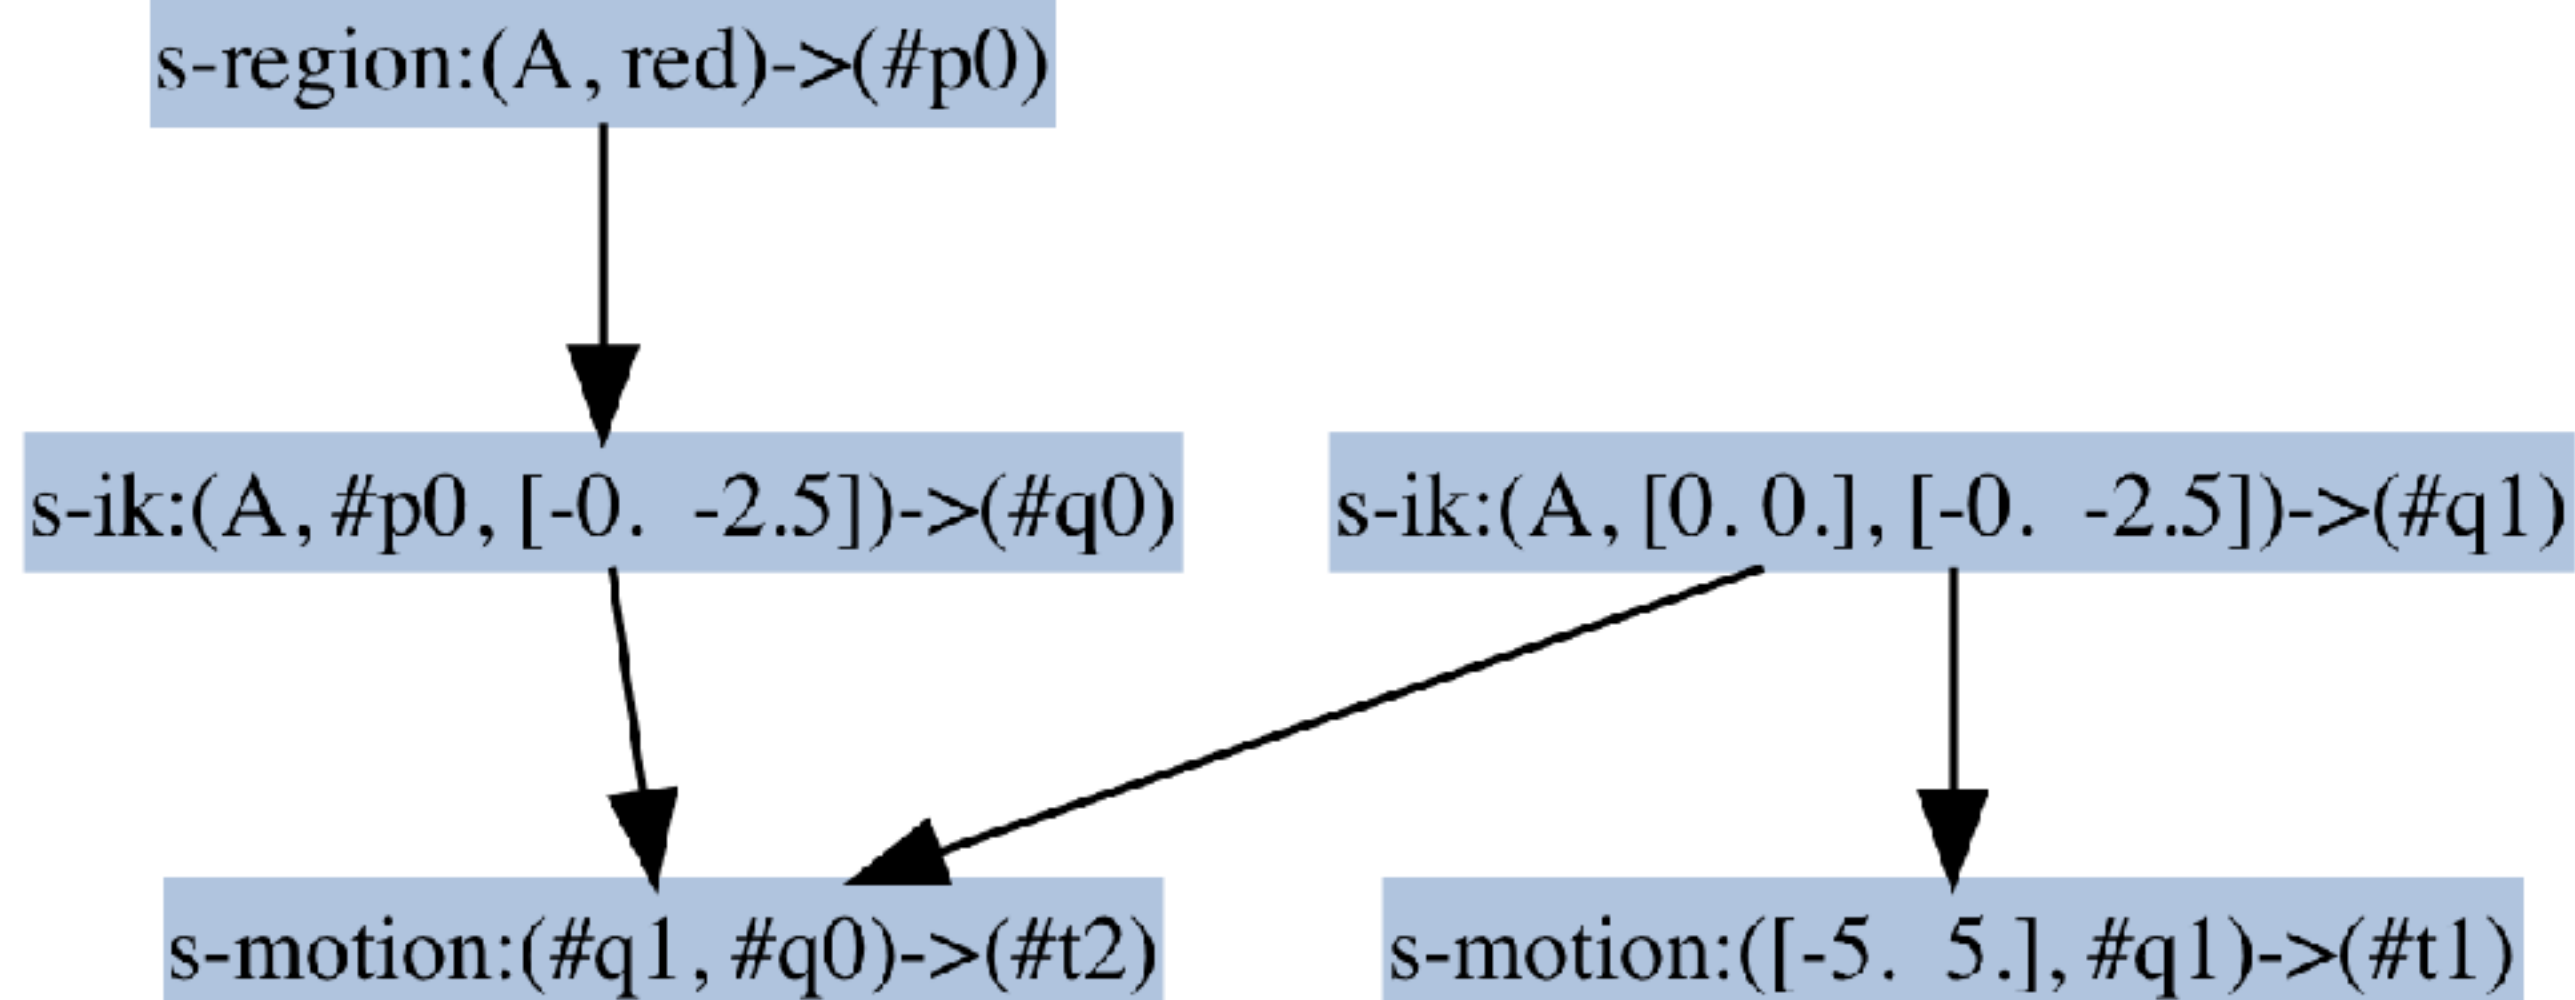 s-region:(A, red)->(#p0)
s-ik:(A, #p0, [-0.  -2.5])->(#q0)
s-ik:(A, [0. 0.], [-0.  -2.5])->(#q1)
s-motion:(#q1, #q0)->(#t2)
s-motion:([-5.  5.], #q1)->(#t1)